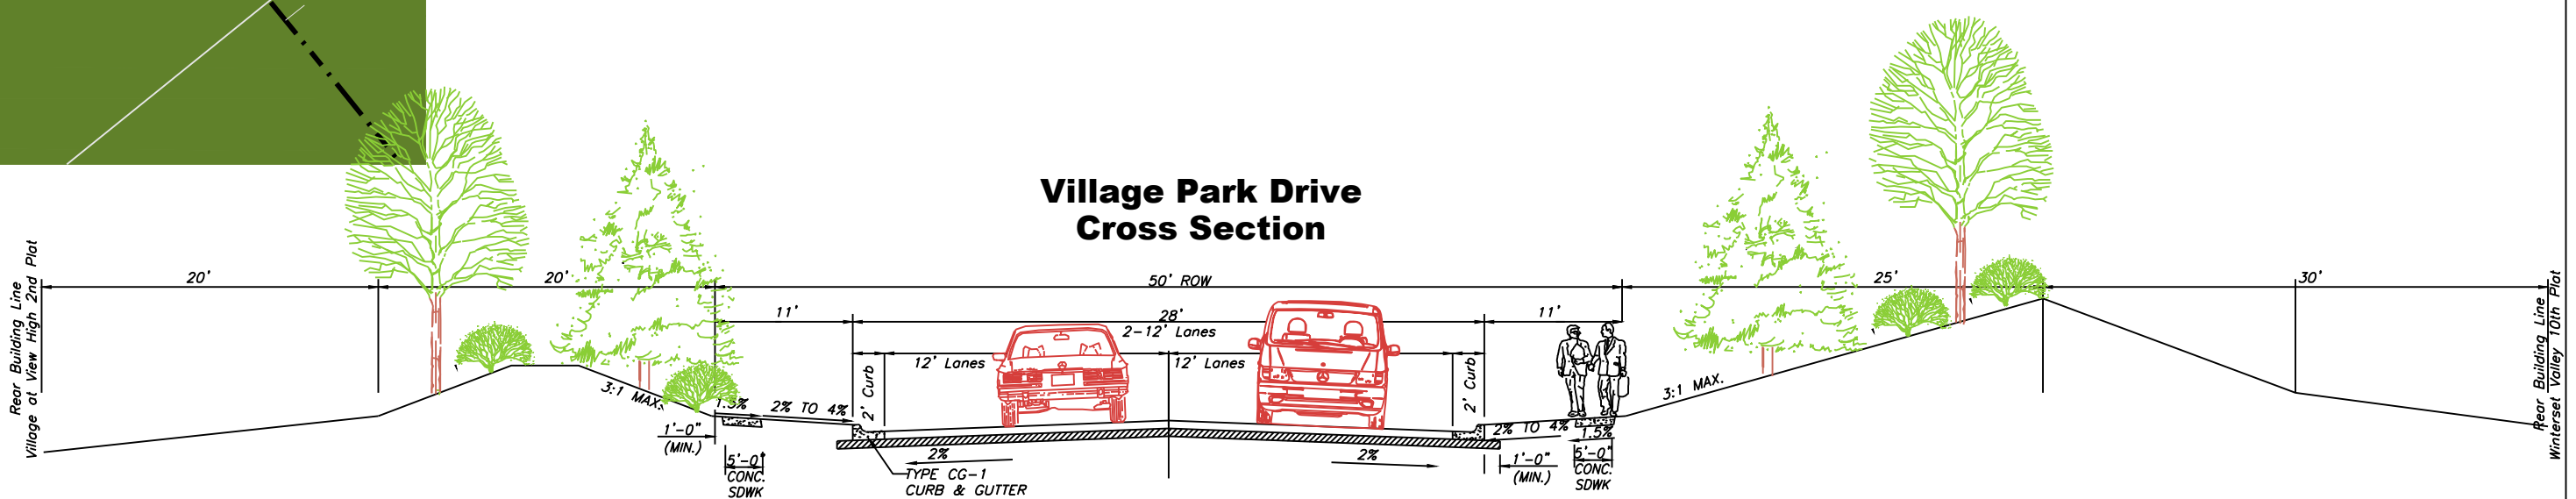 Village Park Drive
Cross Section
Rear Building Line
Village at View High 2nd Plat
20'
20'
50' ROW
25'
30'
11'
28'
11'
2-12' Lanes
12' Lanes
12' Lanes
2' Curb
2' Curb
3:1 MAX.
3:1 MAX.
1.5%
2% TO 4%
2% TO 4%
1.5%
1'-0"
(MIN.)
5'-0"
CONC.
SDWK
2%
2%
TYPE CG-1
CURB & GUTTER
1'-0"
(MIN.)
5'-0"
CONC.
SDWK
Rear Building Line
Winterset Valley 10th Plat